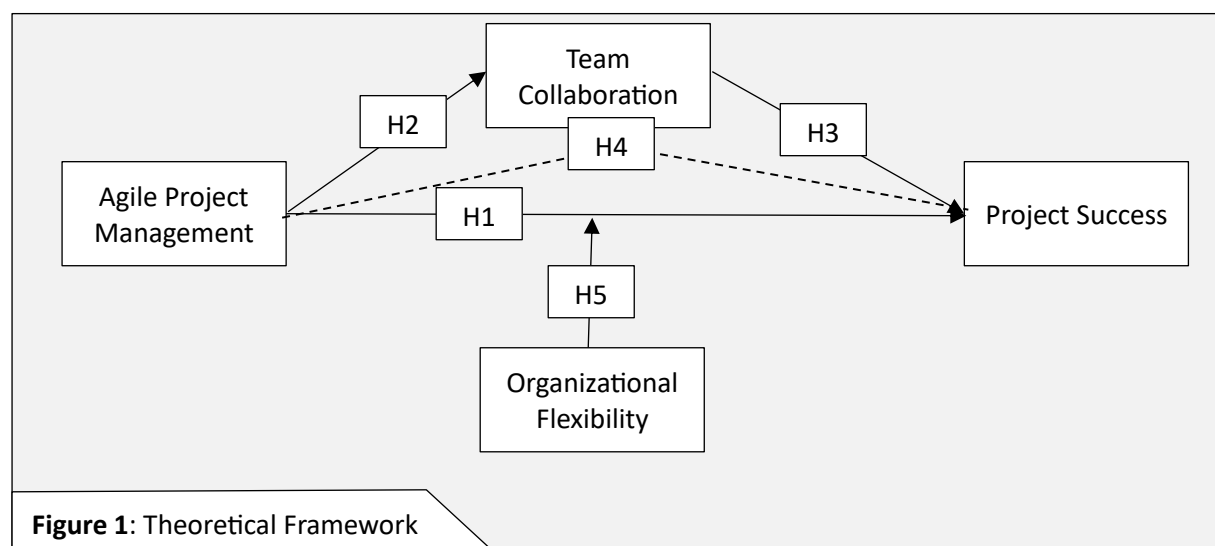 Team
Collaboration
H2
H3
H4
Agile Project
Management
H1
Project Success
H5
Organizational
Flexibility
Figure 1: Theoretical Framework